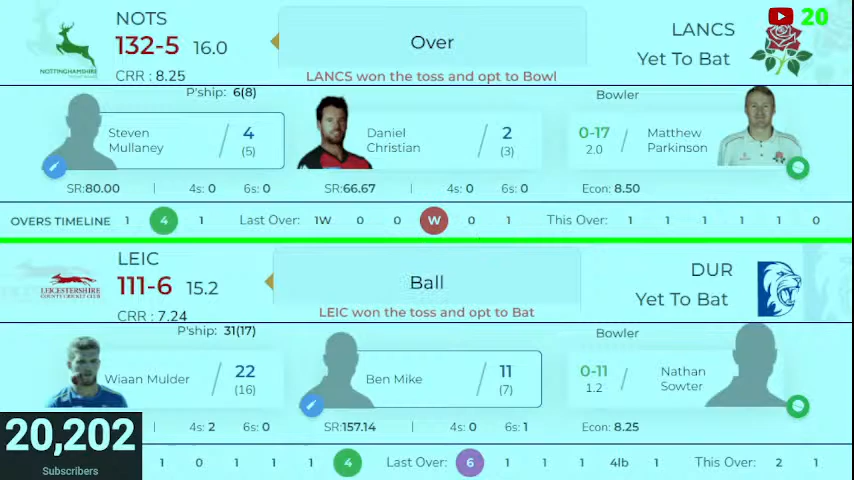 NOTS
132-5 16.0
CRR : 8.25
Over
LANCS won the toss and opt to Bowl
LANCS
Yet To Bat
20
NOTTINGHAMSHIRE
P'ship: 6(8)
Steven Mullaney
4
(5)
Daniel Christian
2
(3)
Bowler
0-17
2.0
Matthew Parkinson
SR:80.00 | 4s: 0 6s: 0
SR:66.67 | 4s: 0 6s: 0
Econ: 8.50
OVERS TIMELINE 1 4 1 Last Over: 1W 0 0 W 0 1 This Over: 1 1 1 1 1 0
LEIC
111-6 15.2
CRR : 7.24
Ball
LEIC won the toss and opt to Bat
DUR
Yet To Bat
LEICESTERSHIRE
COUNTY CRICKET CLUB
P'ship: 31(17)
Wiaan Mulder
22
(16)
Ben Mike
11
(7)
Bowler
0-11
1.2
Nathan Sowter
| 4s: 2 6s: 0
SR:157.14 | 4s: 0 6s: 1
Econ: 8.25
20,202
Subscribers
1 0 1 1 1 4 Last Over: 6 1 1 1 4lb 1 This Over: 2 1